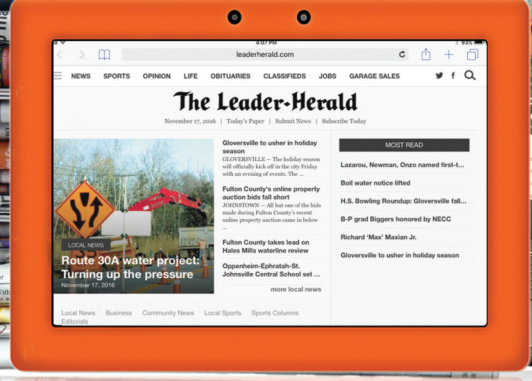 4:07 PM
93%
leaderherald.com
NEWS SPORTS OPINION LIFE OBITUARIES CLASSIFIEDS JOBS GARAGE SALES
The Leader-Herald
November 17, 2016 | Today's Paper | Submit News | Subscribe Today
LOCAL NEWS
Route 30A water project:
Turning up the pressure
November 17, 2016
Gloversville to usher in holiday
season
GLOVERSVILLE — The holiday season
will officially kick off in the city Friday
with an evening of events. The ...
Fulton County's online property
auction bids fall short
JOHNSTOWN — All but one of the bids
made during Fulton County's recent
online property auction came in below
...
Fulton County takes lead on
Hales Mills waterline review
Oppenheim-Ephratah-St.
Johnsville Central School set ...
more local news
MOST READ
Lazarou, Newman, Onzo named first-t...
Boil water notice lifted
H.S. Bowling Roundup: Gloversville fall...
B-P grad Biggers honored by NECC
Richard 'Max' Maxian Jr.
Gloversville to usher in holiday season
Local News Business Community News Local Sports Sports Columns
Editorials